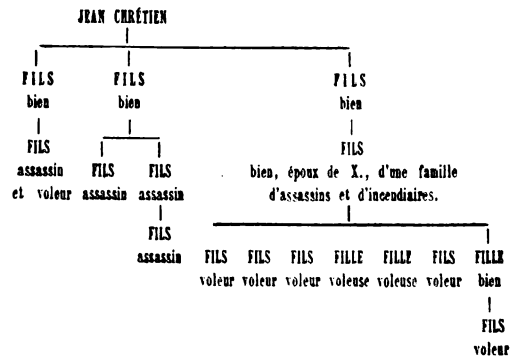 JEAN CHRÉTIEN
FILS FILS FILS
bien bien bien
FILS FILS FILS FILS
assassin assassin assassin bien, époux de X., d'une famille
et voleur d'assassins et d'incendiaires.
FILS
assassin
FILS FILS FILS FILLE FILLE FILS FILLE
voleur voleur voleur voleuse voleuse voleur bien
FILS
voleur